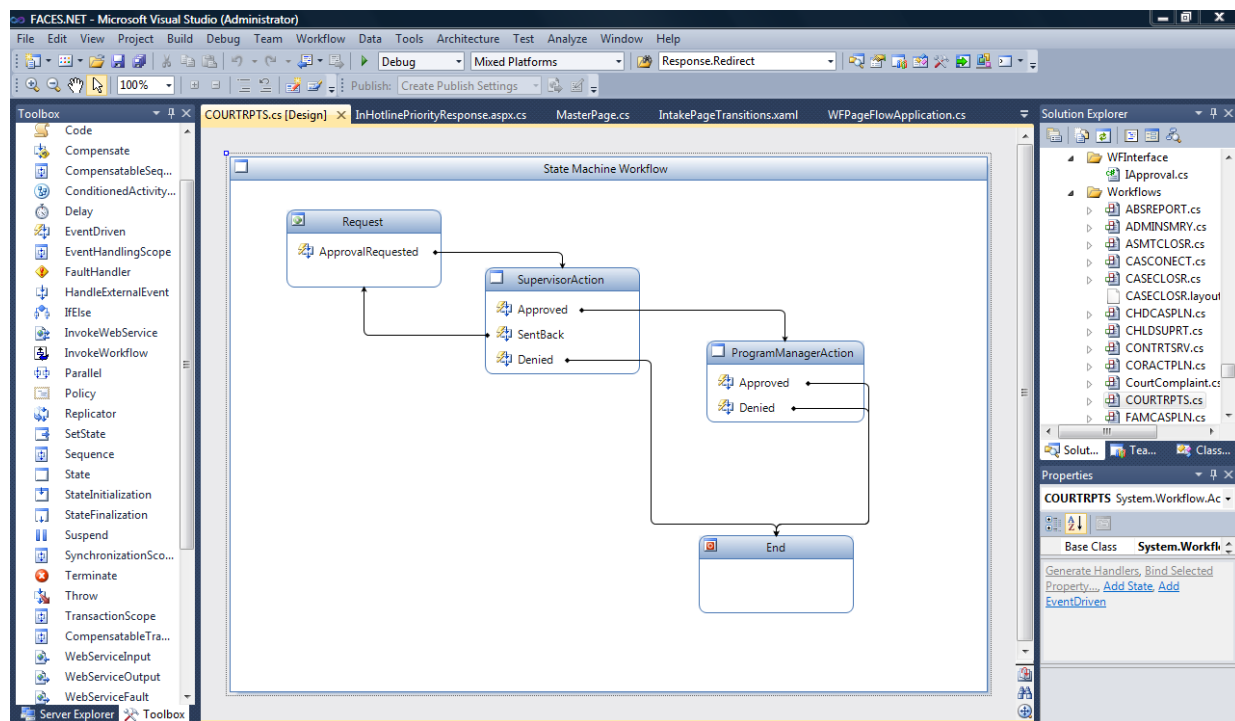 FACES.NET - Microsoft Visual Studio (Administrator)
File Edit View Project Build Debug Team Workflow Data Tools Architecture Test Analyze Window Help
Debug Mixed Platforms Response.Redirect
100% Publish: Create Publish Settings
Toolbox
Code
Compensate
CompensatableSeq...
ConditionedActivity...
Delay
EventDriven
EventHandlingScope
FaultHandler
HandleExternalEvent
IfElse
InvokeWebService
InvokeWorkflow
Parallel
Policy
Replicator
SetState
Sequence
State
StateInitialization
StateFinalization
Suspend
SynchronizationSco...
Terminate
Throw
TransactionScope
CompensatableTra...
WebServiceInput
WebServiceOutput
WebServiceFault
Server Explorer Toolbox
COURTRPTS.cs [Design] InHotlinePriorityResponse.aspx.cs MasterPage.cs IntakePageTransitions.xaml WFPageFlowApplication.cs
State Machine Workflow
Request
ApprovalRequested
SupervisorAction
Approved
SentBack
Denied
ProgramManagerAction
Approved
Denied
End
Solution Explorer
WFInterface
IApproval.cs
Workflows
ABSREPORT.cs
ADMINSMRY.cs
ASMTCLOSR.cs
CASCONECT.cs
CASECLOSR.cs
CASECLOSR.layout
CHDCASPLN.cs
CHLDSUPRT.cs
CONTRTSRV.cs
CORACTPLN.cs
CourtComplaint.cs
COURTRPTS.cs
FAMCASPLN.cs
Solut... Tea... Class...
Properties
COURTRPTS System.Workflow.Ac
Base Class System.Workfl
Generate Handlers, Bind Selected
Property..., Add State, Add
EventDriven